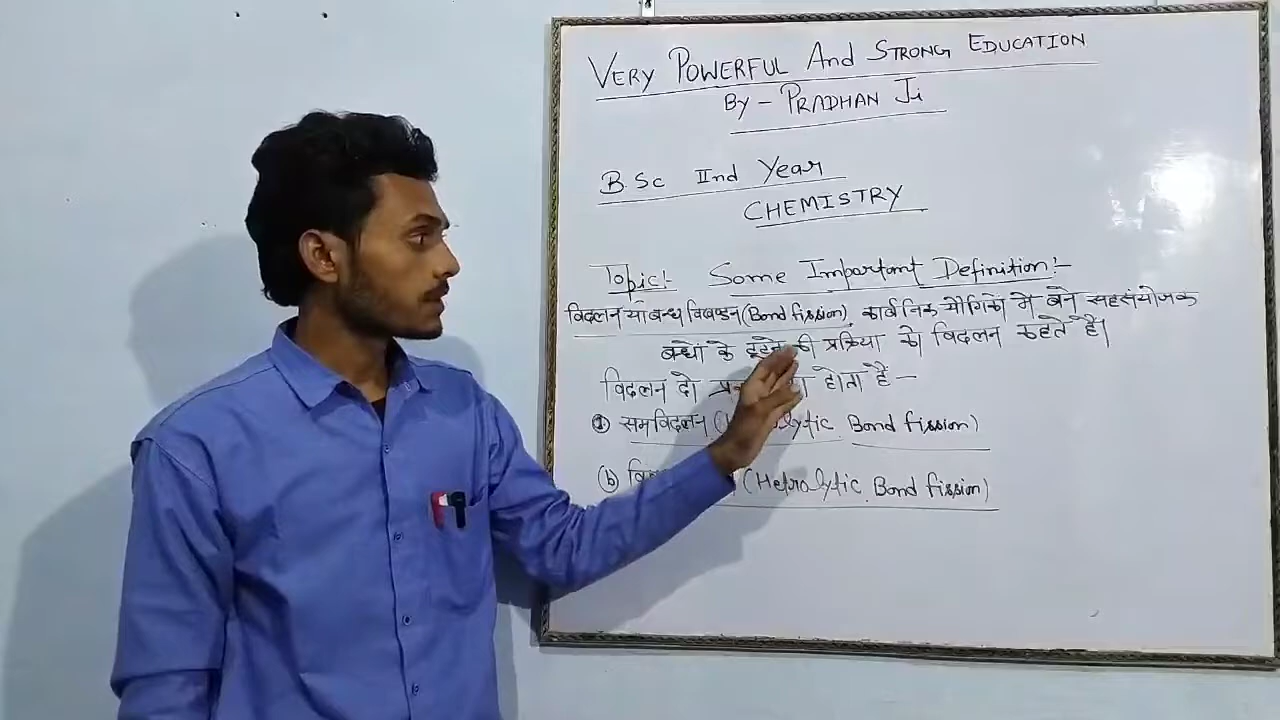 VERY POWERFUL And STRONG EDUCATION
BY - PRADHAN Ji
B.Sc IInd Year
CHEMISTRY
Topic:- Some Important Definition:-
विदलन या बन्ध विखण्डन (Bond fission), कार्बनिक यौगिको मे बने सहसंयोजक
बन्धों के टूटने की प्रक्रिया को विदलन कहते हैं।
विदलन दो होता है -
(a) समविदलन ( Bond fission)
(b) (Hetrolytic Bond fission)